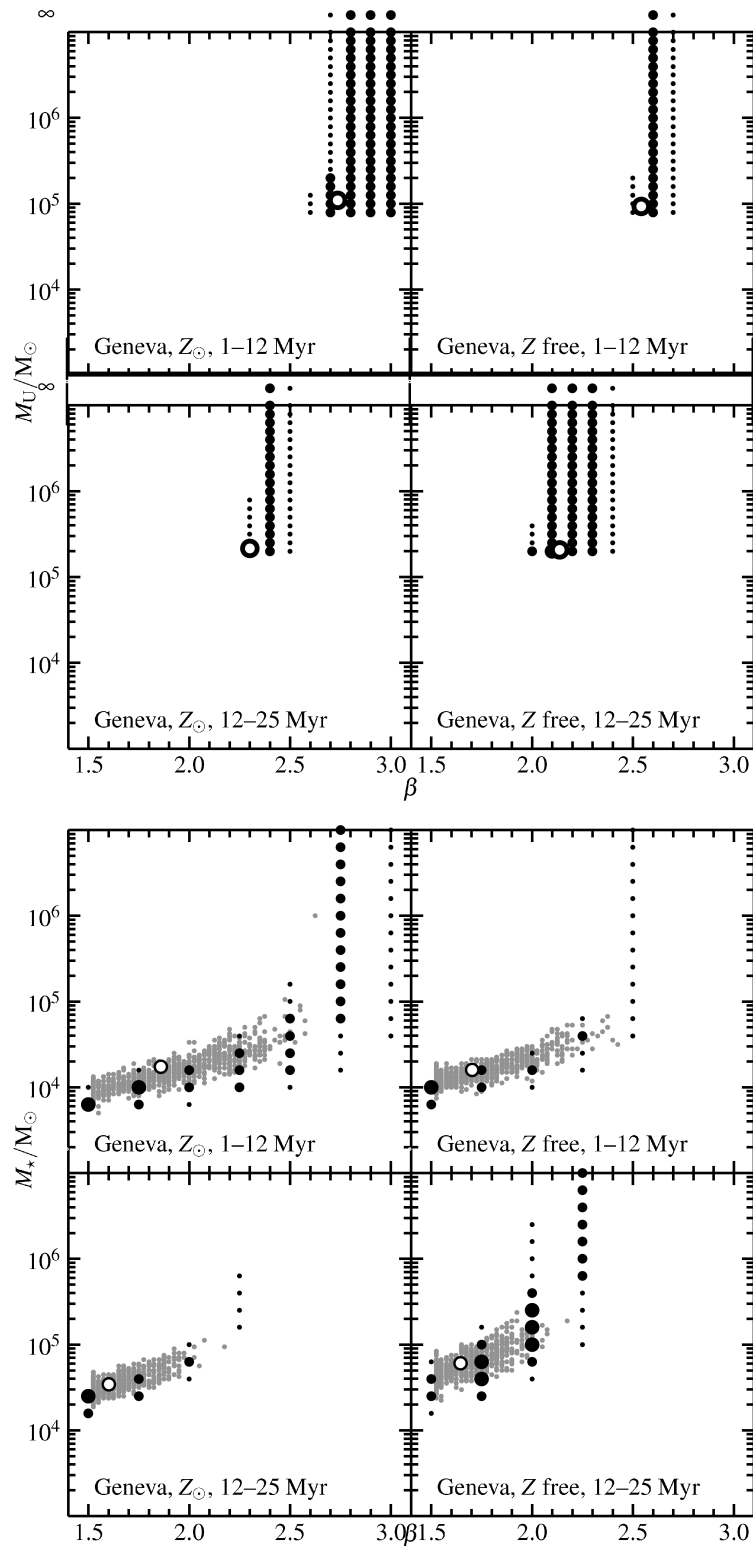 ∞
10⁶
10⁵
10⁴
Geneva, Z☉, 1–12 Myr
Geneva, Z free, 1–12 Myr
M_U/M☉
∞
10⁶
10⁵
10⁴
Geneva, Z☉, 12–25 Myr
Geneva, Z free, 12–25 Myr
1.5 2.0 2.5 3.0 1.5 2.0 2.5 3.0
β
10⁶
10⁵
10⁴
Geneva, Z☉, 1–12 Myr
Geneva, Z free, 1–12 Myr
M⋆/M☉
10⁶
10⁵
10⁴
Geneva, Z☉, 12–25 Myr
Geneva, Z free, 12–25 Myr
1.5 2.0 2.5 3.0 1.5 2.0 2.5 3.0
β